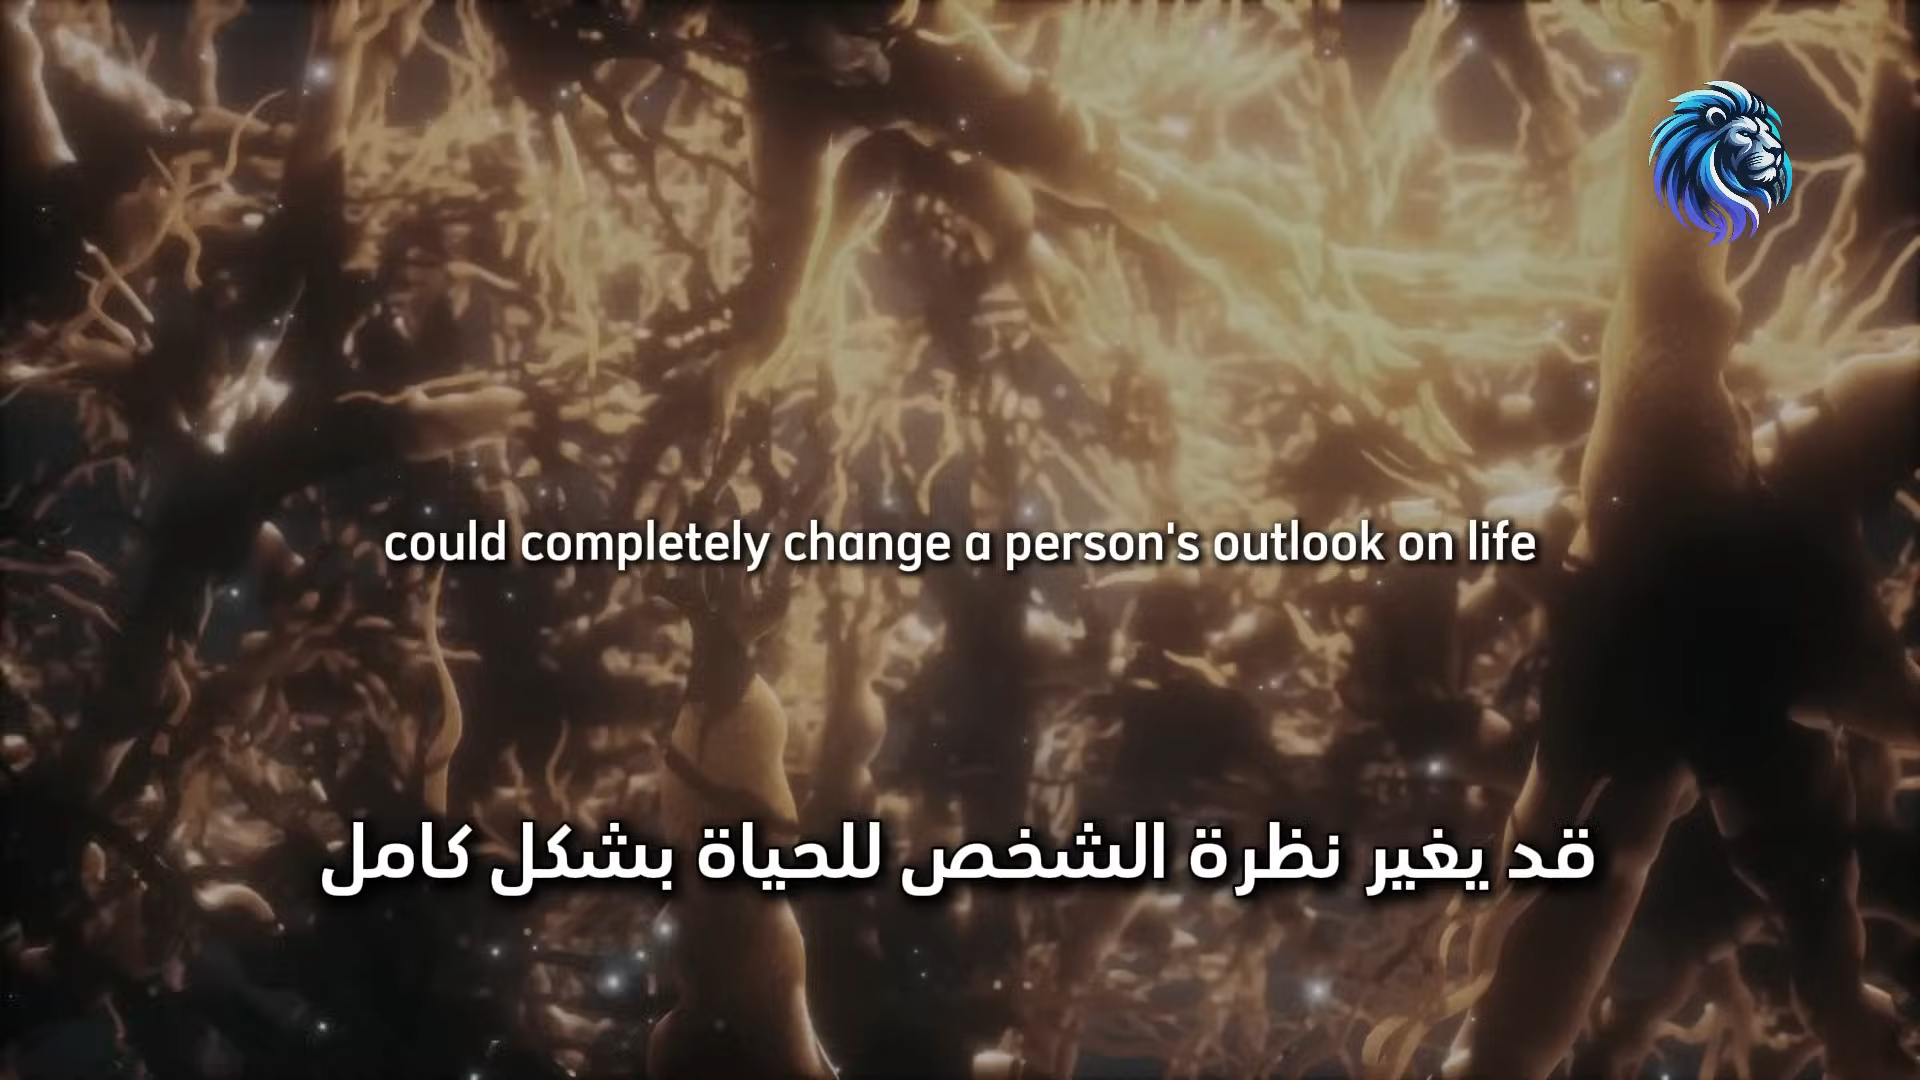 could completely change a person's outlook on life
قد يغير نظرة الشخص للحياة بشكل كامل